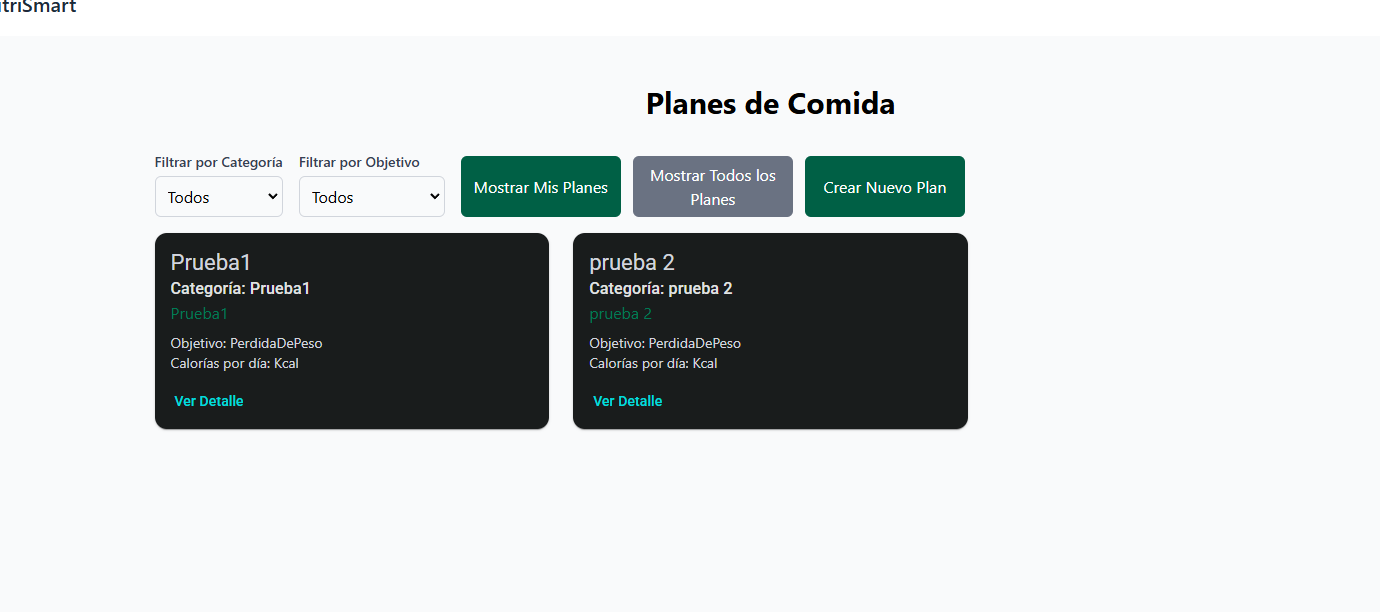 triSmart
Planes de Comida
Filtrar por Categoría
Filtrar por Objetivo
Todos
Todos
Mostrar Mis Planes
Mostrar Todos los
Planes
Crear Nuevo Plan
Prueba1
Categoría: Prueba1
Prueba1
Objetivo: PerdidaDePeso
Calorías por día: Kcal
Ver Detalle
prueba 2
Categoría: prueba 2
prueba 2
Objetivo: PerdidaDePeso
Calorías por día: Kcal
Ver Detalle